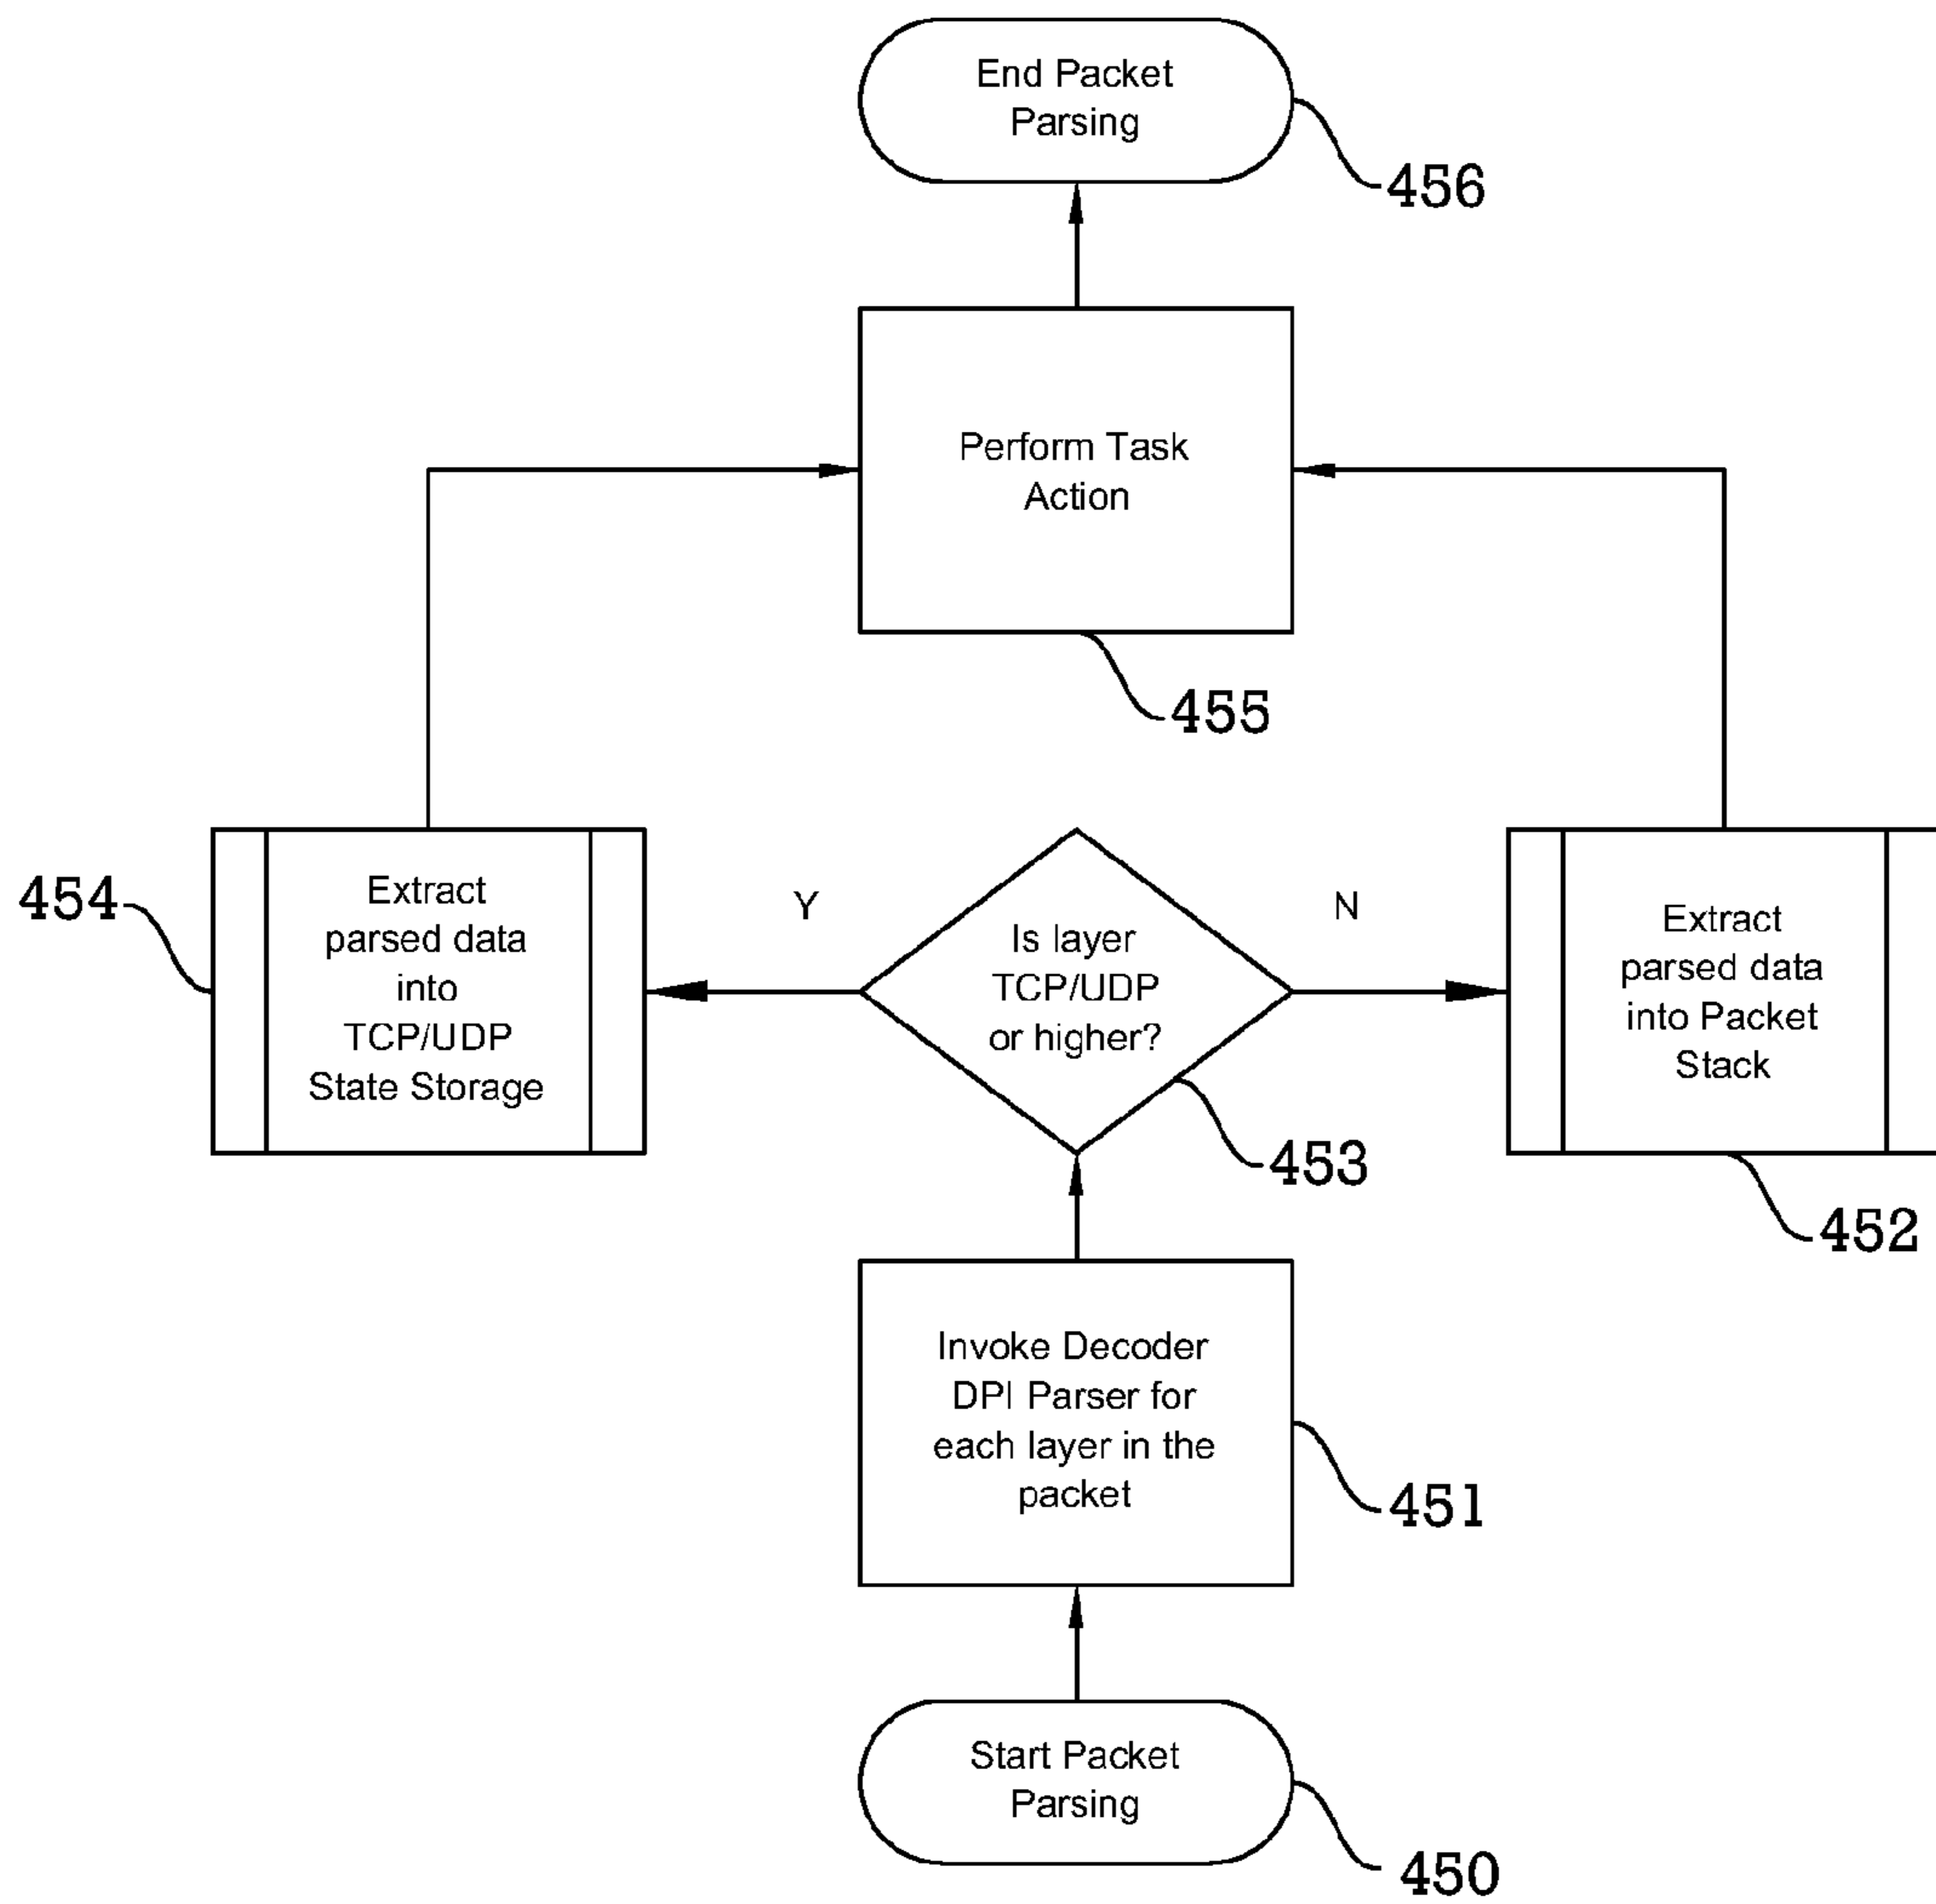 End Packet
Parsing
456
Perform Task
Action
455
454
Extract
parsed data
into
TCP/UDP
State Storage
Y
Is layer
TCP/UDP
or higher?
N
Extract
parsed data
into Packet
Stack
453
452
Invoke Decoder
DPI Parser for
each layer in the
packet
451
Start Packet
Parsing
450